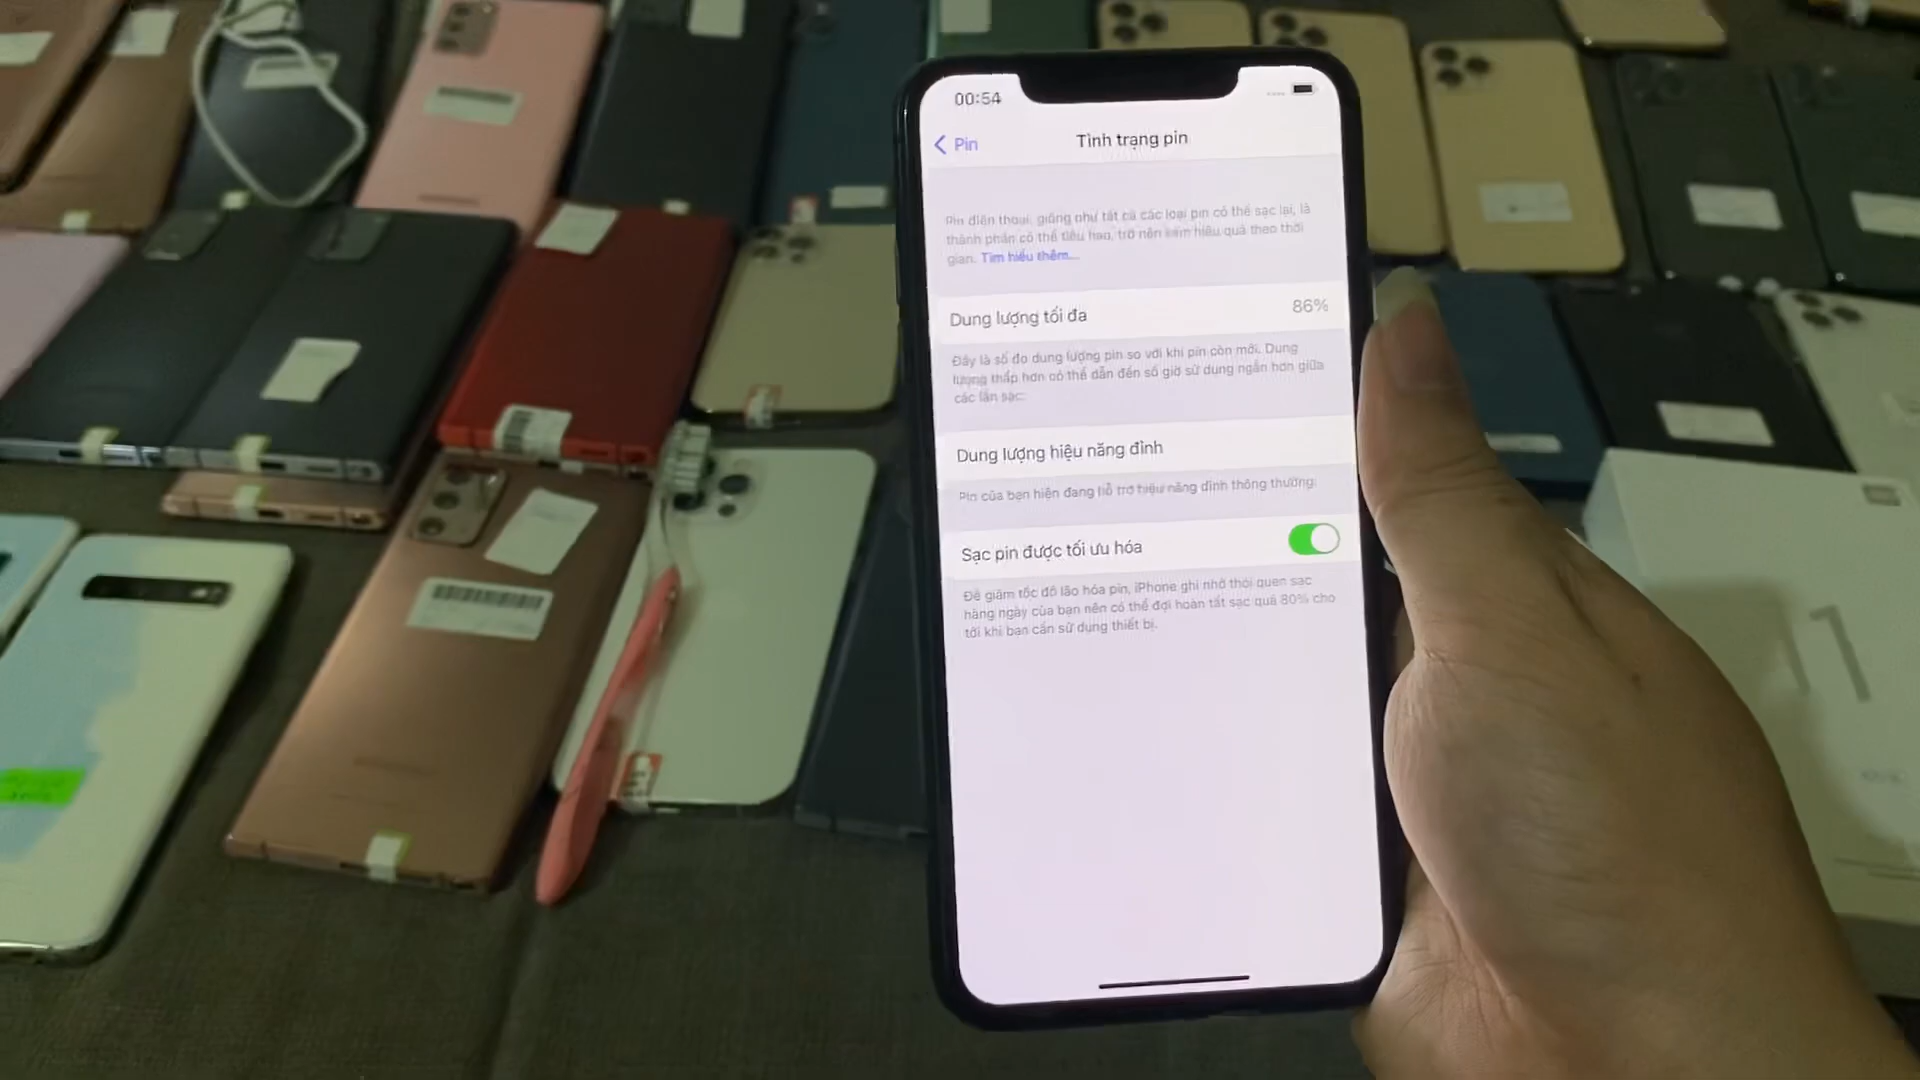 00:54
Pin
Tình trạng pin
Pin điện thoại, giống như tất cả các loại pin có thể sạc lại, là
thành phần có thể tiêu hao, trở nên kém hiệu quả theo thời
gian. Tìm hiểu thêm...
Dung lượng tối đa 86%
Đây là số đo dung lượng pin so với khi pin còn mới. Dung
lượng thấp hơn có thể dẫn đến số giờ sử dụng ngắn hơn giữa
các lần sạc.
Dung lượng hiệu năng đỉnh
Pin của bạn hiện đang hỗ trợ hiệu năng đỉnh thông thường.
Sạc pin được tối ưu hóa
Để giảm tốc độ lão hóa pin, iPhone ghi nhớ thói quen sạc
hàng ngày của bạn nên có thể đợi hoàn tất sạc quá 80% cho
tới khi bạn cần sử dụng thiết bị.
11